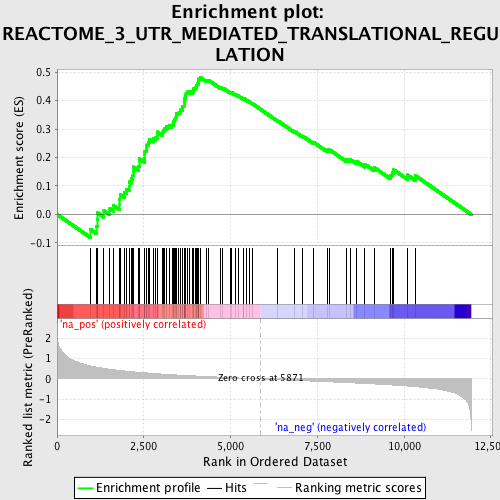 Enrichment plot:
REACTOME_3_UTR_MEDIATED_TRANSLATIONAL_REGU
LATION
Enrichment score (ES)
0.5
0.4
0.3
0.2
0.1
0.0
-0.1
'na_pos' (positively correlated)
Ranked list metric (PreRanked)
2
1
0
-1
-2
Zero cross at 5871
'na_neg' (negatively correlated)
0
2,500
5,000
7,500
10,000
12,500
Rank in Ordered Dataset
Enrichment profile
Hits
Ranking metric scores